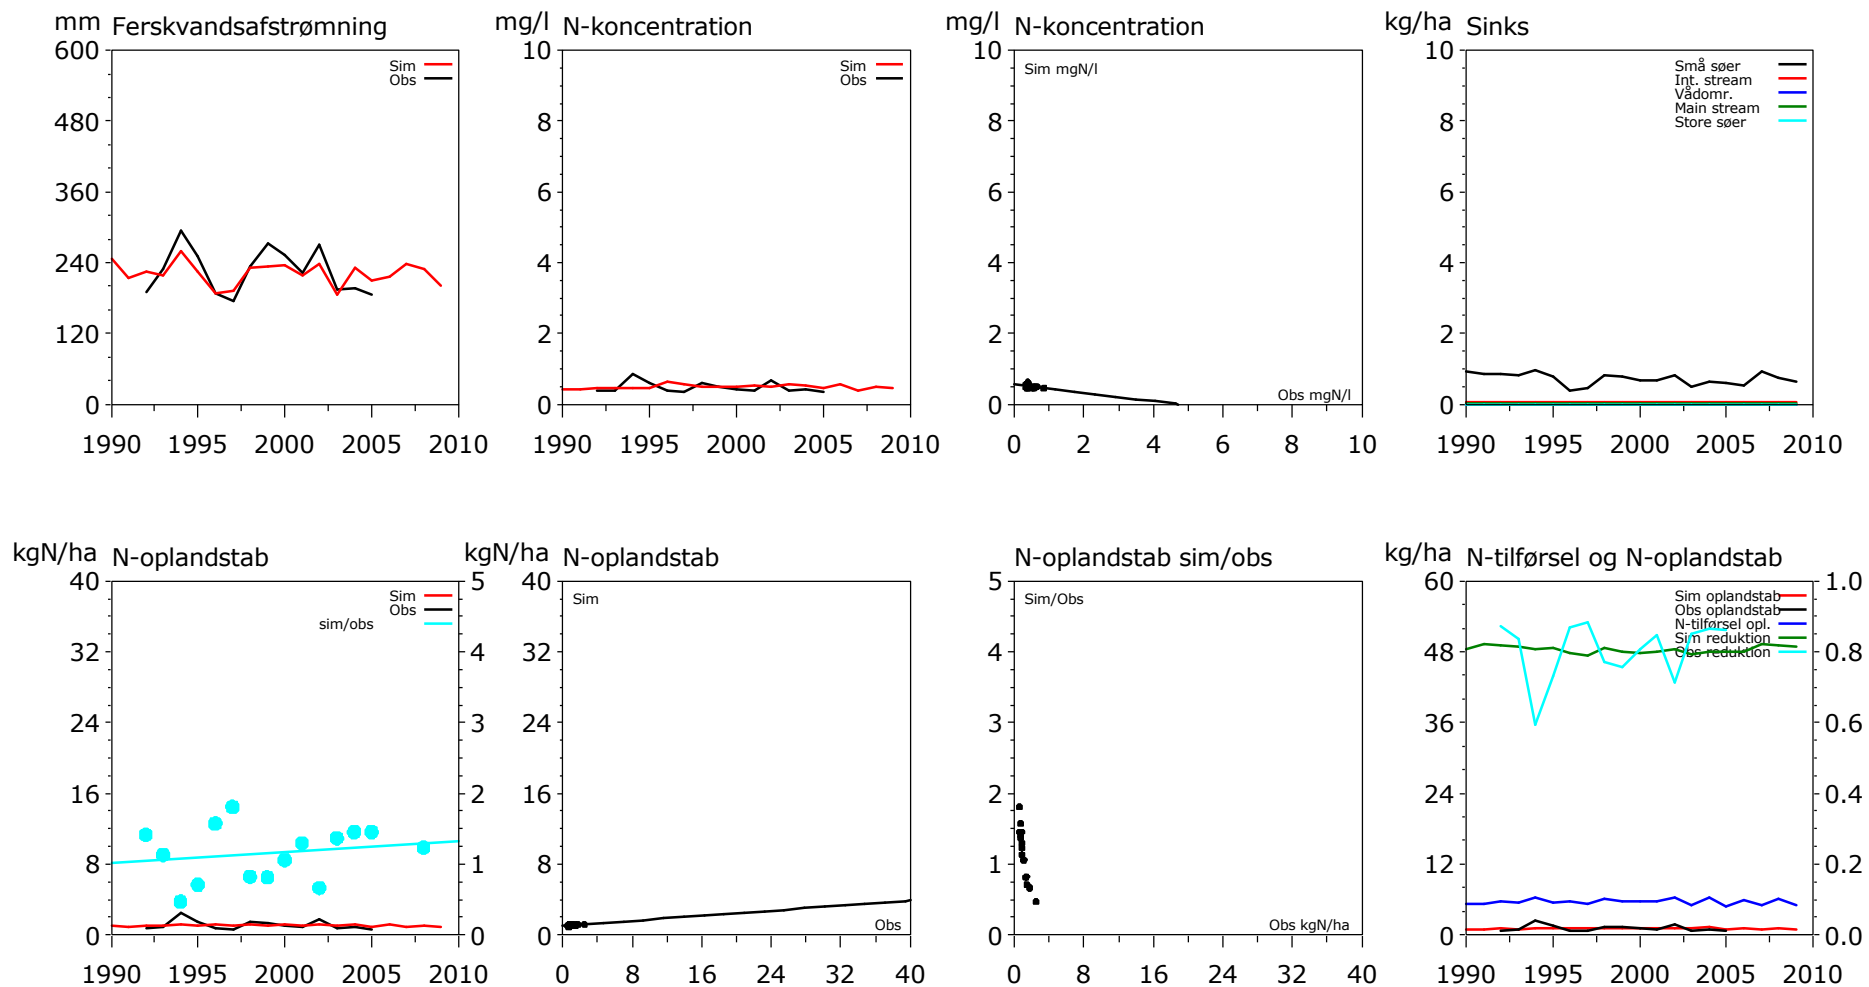 mm Ferskvandsafstrømning
600
480
360
240
120
0
1990 1995 2000 2005 2010
Sim
Obs
mg/l N-koncentration
10
8
6
4
2
0
1990 1995 2000 2005 2010
Sim
Obs
mg/l N-koncentration
10
8
6
4
2
0
0 2 4 6 8 10
Sim mgN/l
Obs mgN/l
kg/ha Sinks
10
8
6
4
2
0
1990 1995 2000 2005 2010
Små søer
Int. stream
Vådomr.
Main stream
Store søer
kgN/ha N-oplandstab
40
32
24
16
8
0
5
4
3
2
1
0
1990 1995 2000 2005 2010
Sim
Obs
sim/obs
kgN/ha N-oplandstab
40
32
24
16
8
0
0 8 16 24 32 40
Sim
Obs
N-oplandstab sim/obs
5
4
3
2
1
0
0 8 16 24 32 40
Sim/Obs
Obs kgN/ha
kg/ha N-tilførsel og N-oplandstab
60
48
36
24
12
0
1.0
0.8
0.6
0.4
0.2
0.0
1990 1995 2000 2005 2010
Sim oplandstab
Obs oplandstab
N-tilførsel opl.
Sim reduktion
Obs reduktion